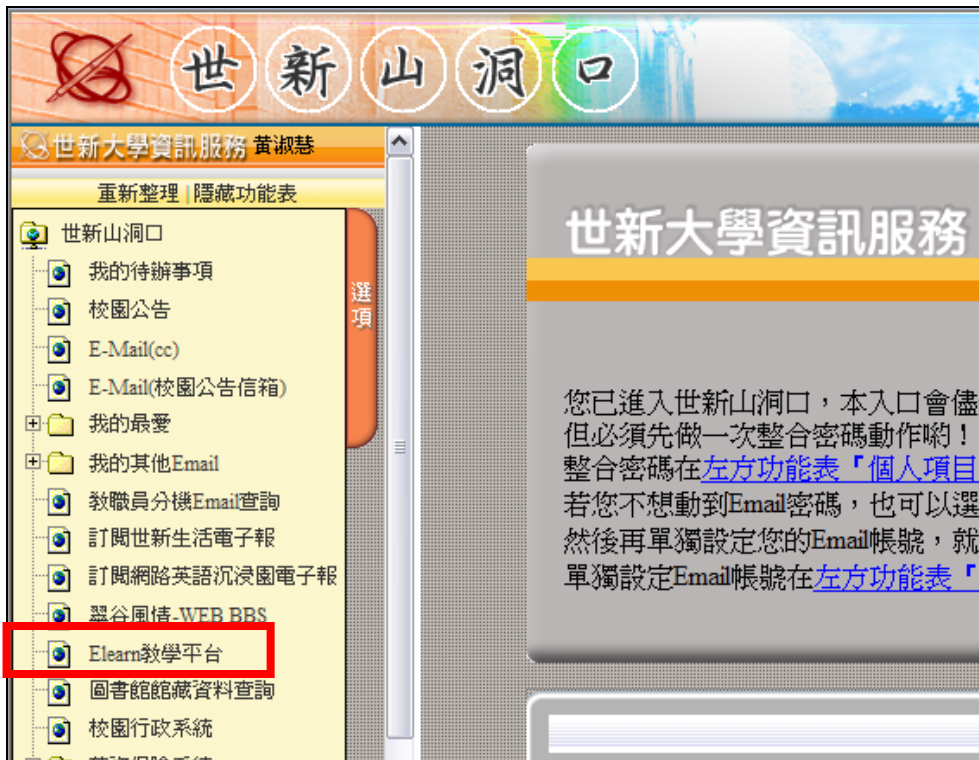 世新山洞口
世新大學資訊服務 黃淑慧
重新整理 | 隱藏功能表
世新山洞口
選項
我的待辦事項
校園公告
E-Mail(cc)
E-Mail(校園公告信箱)
我的最愛
我的其他Email
教職員分機Email查詢
訂閱世新生活電子報
訂閱網路英語沉浸園電子報
翠谷風情-WEB BBS
Elearn教學平台
圖書館館藏資料查詢
校園行政系統
世新大學資訊服務
您已進入世新山洞口，本入口會儘
但必須先做一次整合密碼動作喲！
整合密碼在左方功能表「個人項目
若您不想動到Email密碼，也可以選
然後再單獨設定您的Email帳號，就
單獨設定Email帳號在左方功能表「